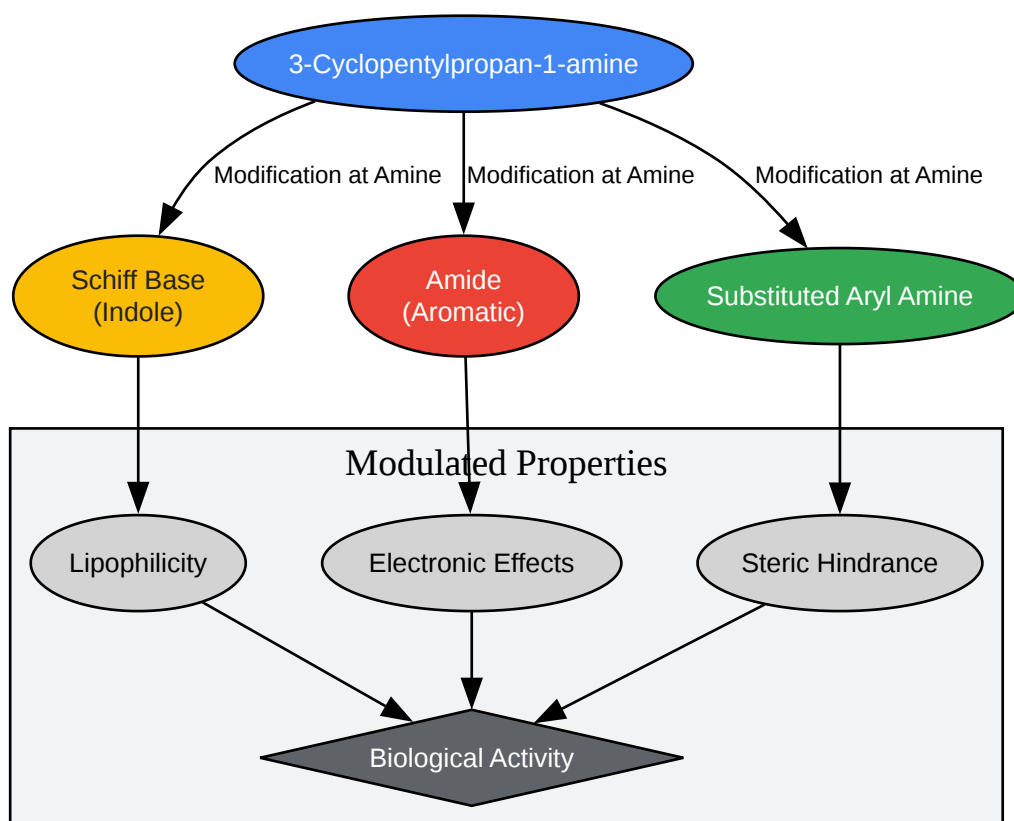 3-Cyclopentylpropan-1-amine
Modification at Amine
Modification at Amine
Modification at Amine
Schiff Base
(Indole)
Amide
(Aromatic)
Substituted Aryl Amine
Modulated Properties
Lipophilicity
Electronic Effects
Steric Hindrance
Biological Activity